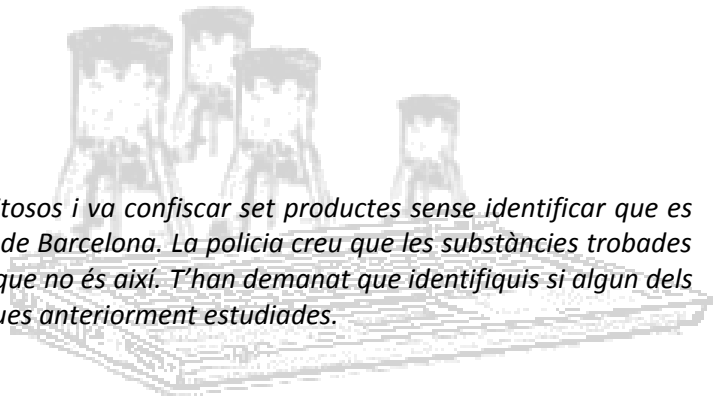 tosos i va confiscar set productes sense identificar que es
de Barcelona. La policia creu que les substàncies trobades
que no és així. T’han demanat que identifiquis si algun dels
ues anteriorment estudiades.